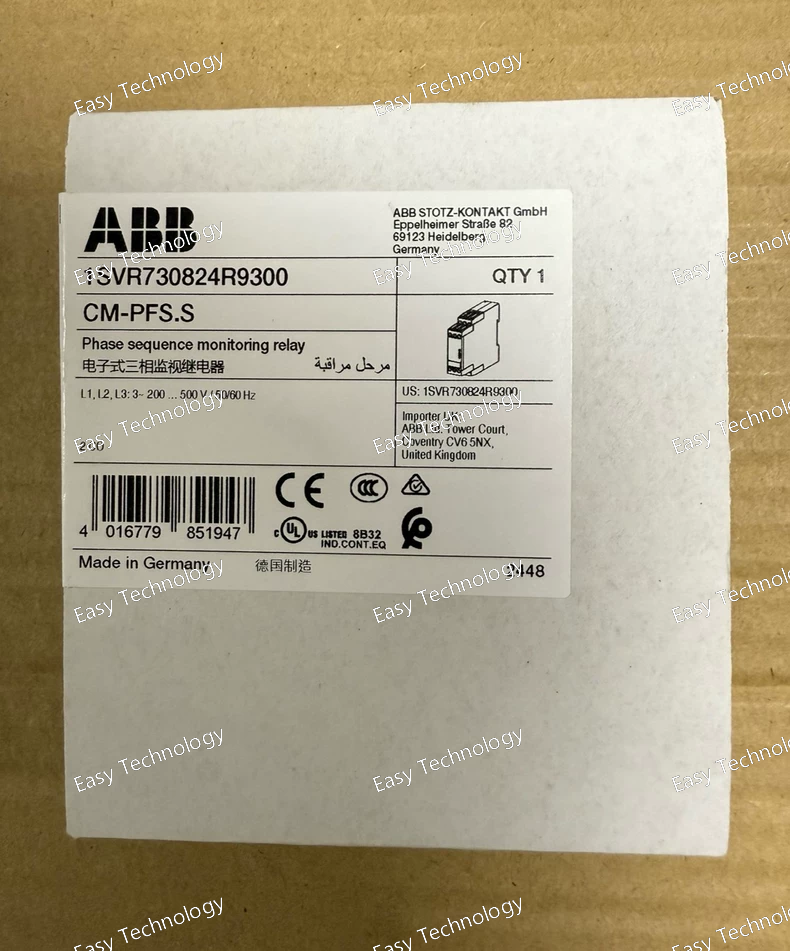 Easy Technology
Easy Technology
Easy Technology
ABB
ABB STOTZ-KONTAKT GmbH
Eppelheimer Straße 82
69123 Heidelberg
Germany
Easy Technology
Easy Technology
Easy Technology
1SVR730824R9300
QTY 1
CM-PFS.S
Phase sequence monitoring relay
电子式三相监视继电器
مرحل مراقبة
L1, L2, L3: 3~ 200 ... 500 V / 50/60 Hz
US: 1SVR730824R9300
Easy Technology
Easy Technology
Easy Technology
Importer UK:
ABB Ltd. Tower Court,
Coventry CV6 5NX,
United Kingdom
4 016779 851947
CE
CCC
c UL US LISTED 8B32
IND.CONT.EQ
Made in Germany
德国制造
2448
Easy Technology
Easy Technology
Easy Technology
Easy Technology
Easy Technology
Easy Technology
Easy Technology
Easy Technology
Easy Technology